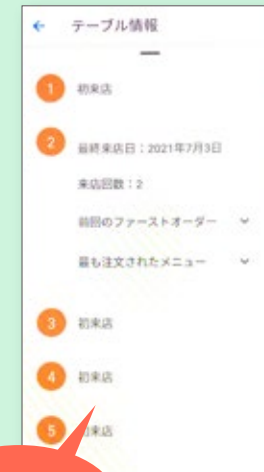 ← テーブル情報
1 初来店
2 最終来店日：2021年7月3日
来店回数：2
前回のファーストオーダー
最も注文されたメニュー
3 初来店
4 初来店
5 初来店